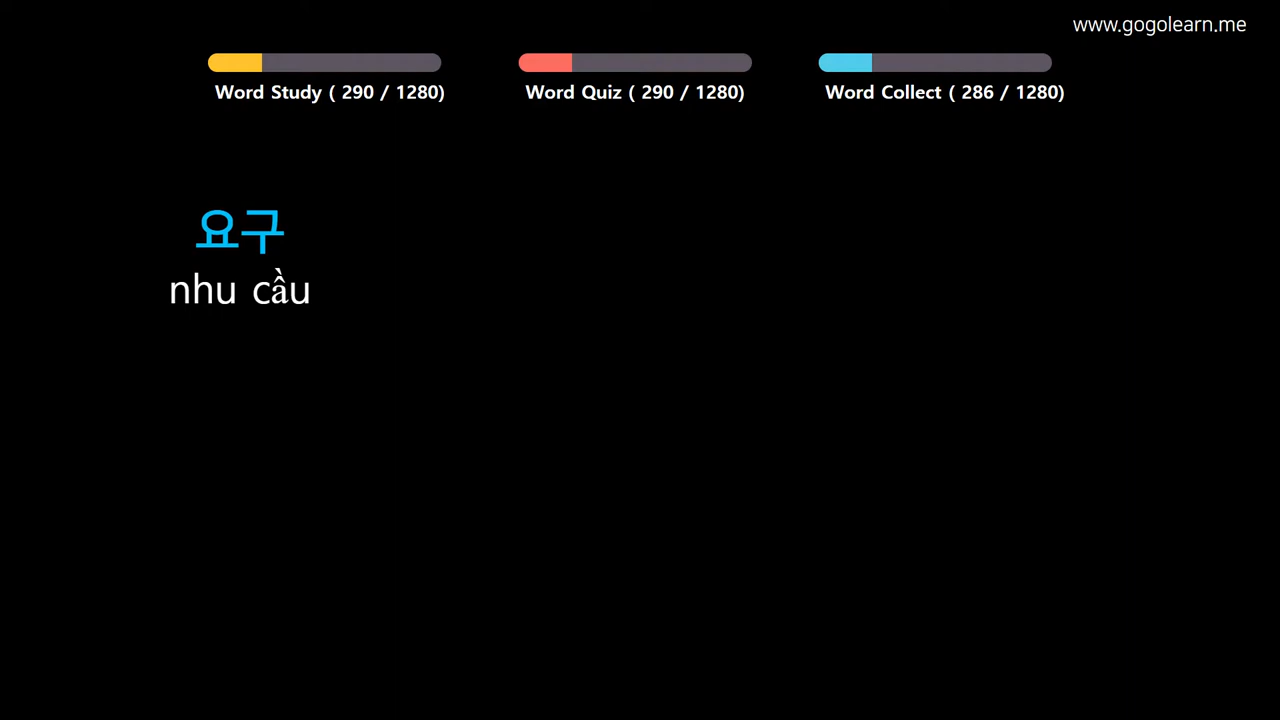 www.gogolearn.me
Word Study ( 290 / 1280)
Word Quiz ( 290 / 1280)
Word Collect ( 286 / 1280)
요구
nhu cầu